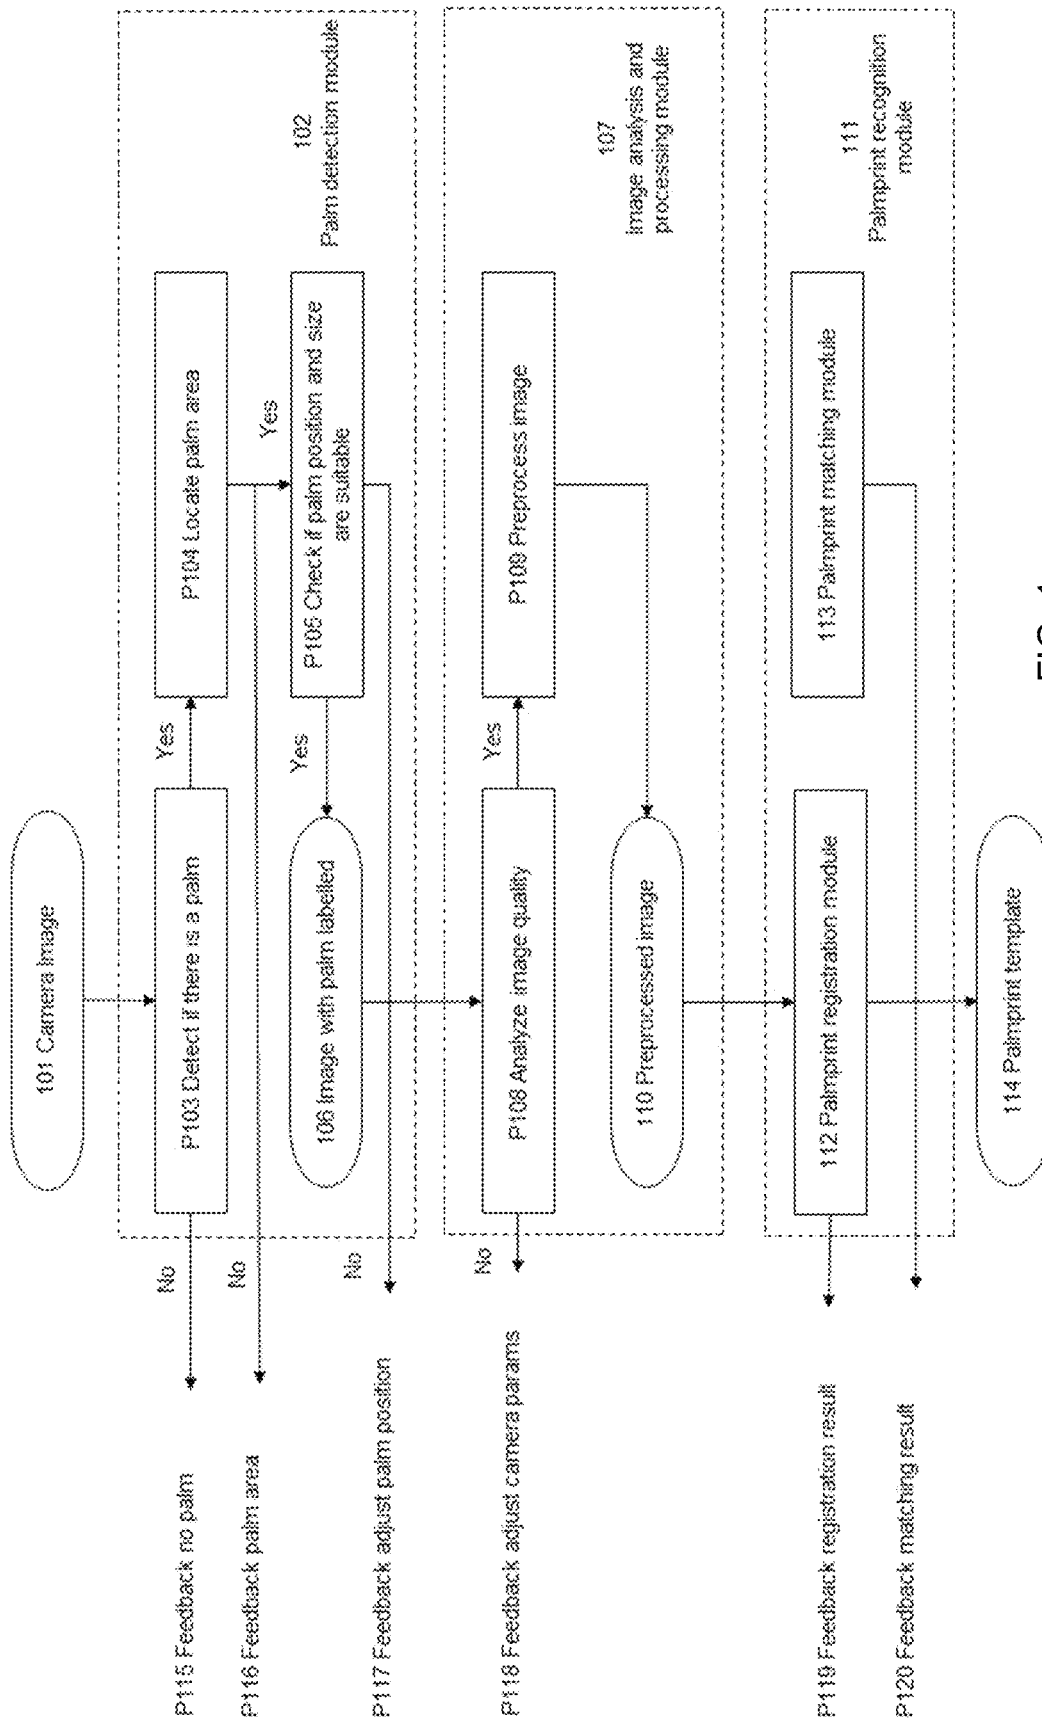 101 Camera Image
P103 Detect if there is a palm
Yes
P104 Locate palm area
No
P115 Feedback no palm
Yes
No
P116 Feedback palm area
P105 Check if palm position and size
are suitable
Yes
106 Image with palm labelled
No
P117 Feedback adjust palm position
102
Palm detection module
P108 Analyze image quality
Yes
P109 Preprocess image
No
P118 Feedback adjust camera params
110 Preprocessed image
107
Image analysis and
processing module
112 Palmprint registration module
113 Palmprint matching module
P119 Feedback registration result
P120 Feedback matching result
111
Palmprint recognition
module
114 Palmprint template